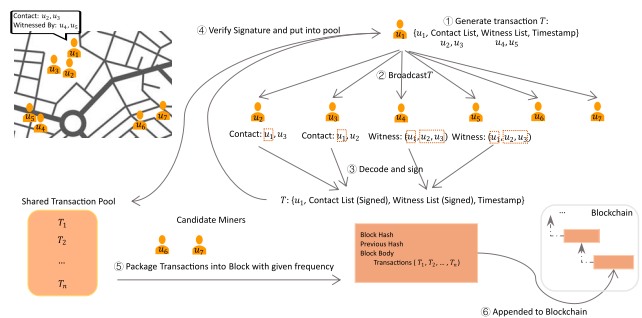 Contact: u2, u3
Witnessed By: u4, u5
u1
u3
u2
u5
u4
u6
u7
④ Verify Signature and put into pool
u1
① Generate transaction T:
{u1, Contact List, Witness List, Timestamp}
u2, u3
u4, u5
② BroadcastT
u2
u3
u4
u5
u6
u7
Contact: u1, u3
Contact: u1, u2
Witness: (u1, u2, u3)
Witness: (u1, u2, u3)
③ Decode and sign
T: {u1, Contact List (Signed), Witness List (Signed), Timestamp}
Shared Transaction Pool
T1
T2
...
Tn
Candidate Miners
u6
u7
⑤ Package Transactions into Block with given frequency
Block Hash
Previous Hash
Block Body
Transactions ( T1, T2, ... , Tn)
Blockchain
...
⑥ Appended to Blockchain